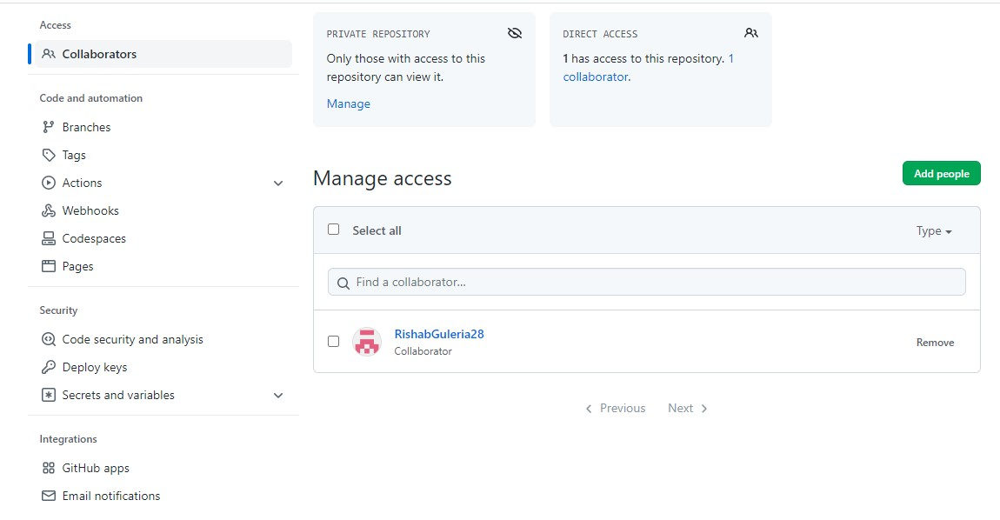 Access
Collaborators
Code and automation
Branches
Tags
Actions
Webhooks
Codespaces
Pages
Security
Code security and analysis
Deploy keys
Secrets and variables
Integrations
GitHub apps
Email notifications
PRIVATE REPOSITORY
Only those with access to this
repository can view it.
Manage
DIRECT ACCESS
1 has access to this repository. 1
collaborator.
Manage access
Add people
Select all
Type
Find a collaborator...
RishabGuleria28
Collaborator
Remove
Previous
Next